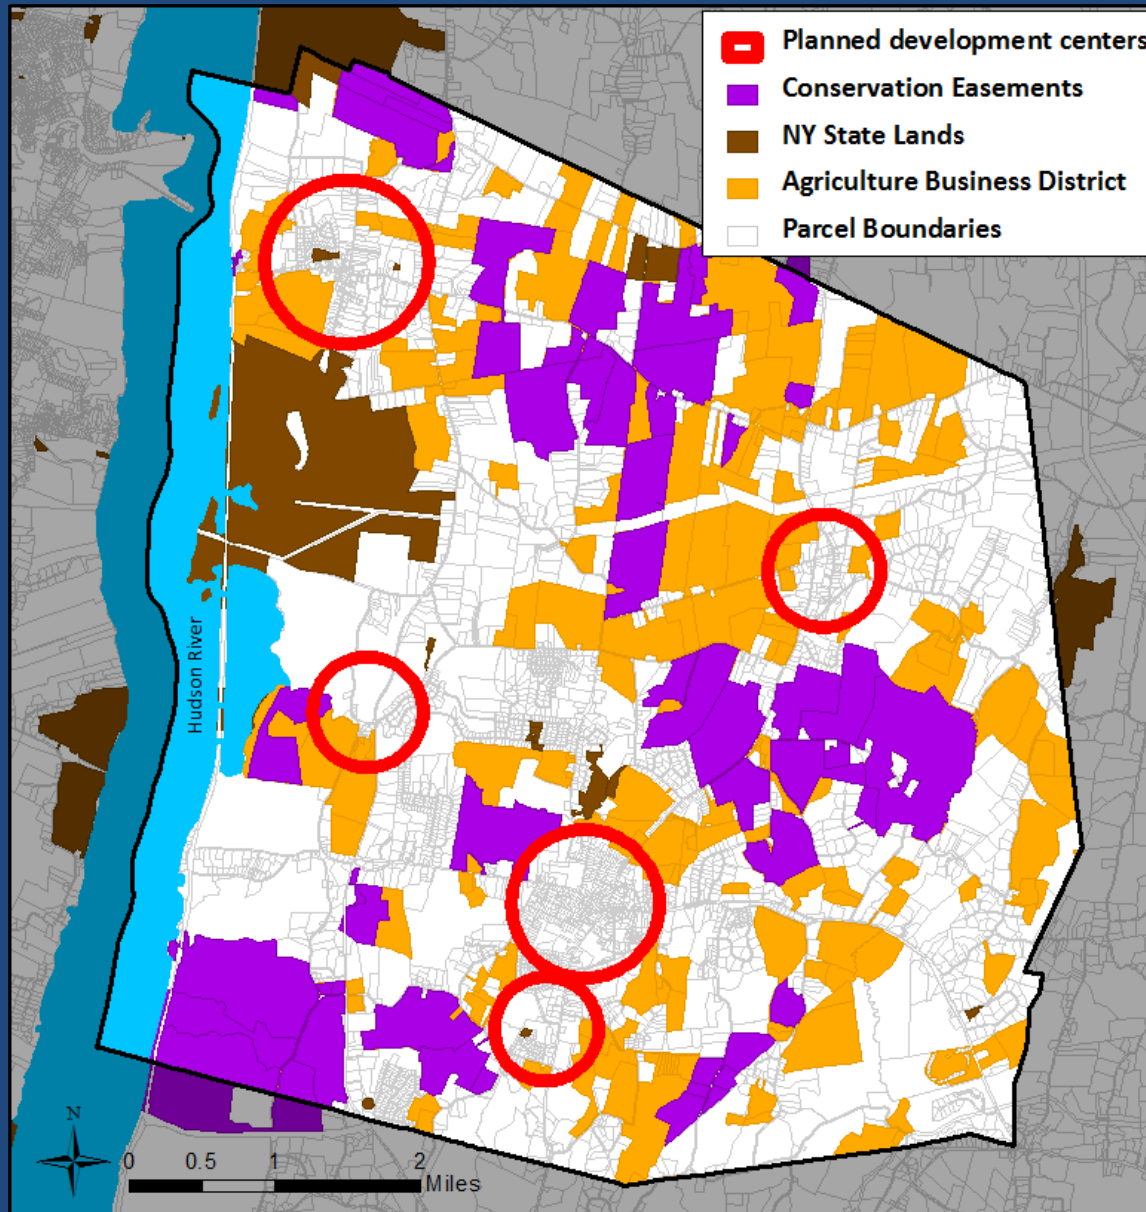 Planned development centers
Conservation Easements
NY State Lands
Agriculture Business District
Parcel Boundaries
Hudson River
N
0 0.5 1 2
Miles